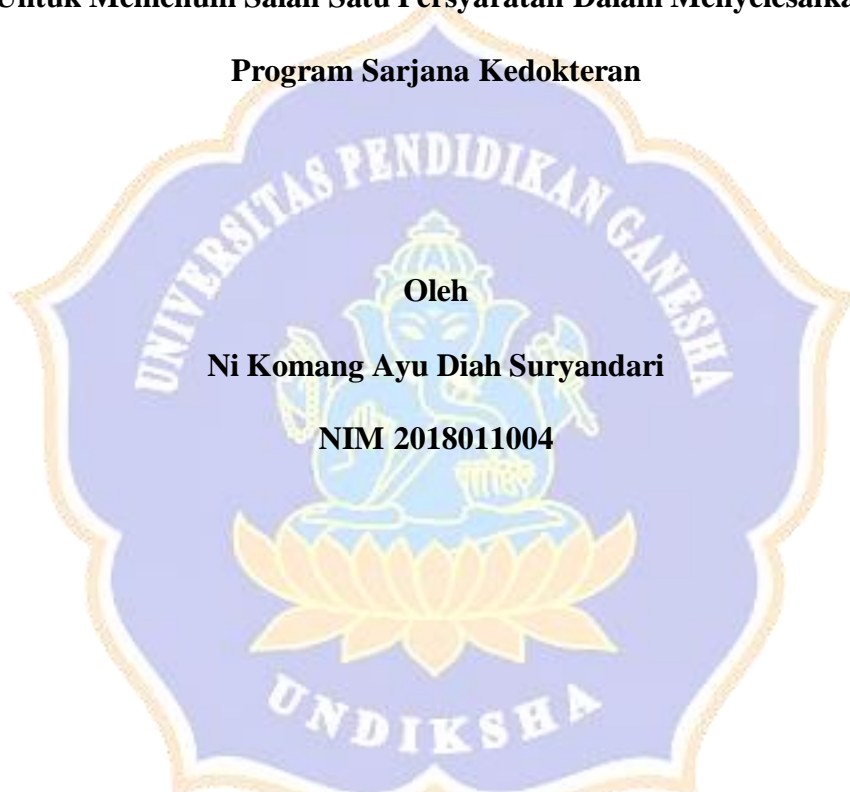 Untuk Memenuhi Salah Satu Persyaratan Dalam
Program Sarjana Kedokteran
UNIVERSITAS PENDIDIKAN GANESHA
Oleh
Ni Komang Ayu Diah Suryandari
NIM 2018011004
UNDIKSHA